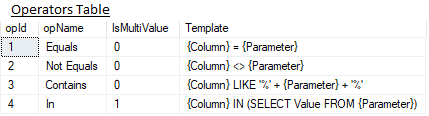 Operators Table
opId opName IsMultiValue Template
1 Equals 0 {Column} = {Parameter}
2 Not Equals 0 {Column} <> {Parameter}
3 Contains 0 {Column} LIKE '%' + {Parameter} + '%'
4 In 1 {Column} IN (SELECT Value FROM {Parameter})